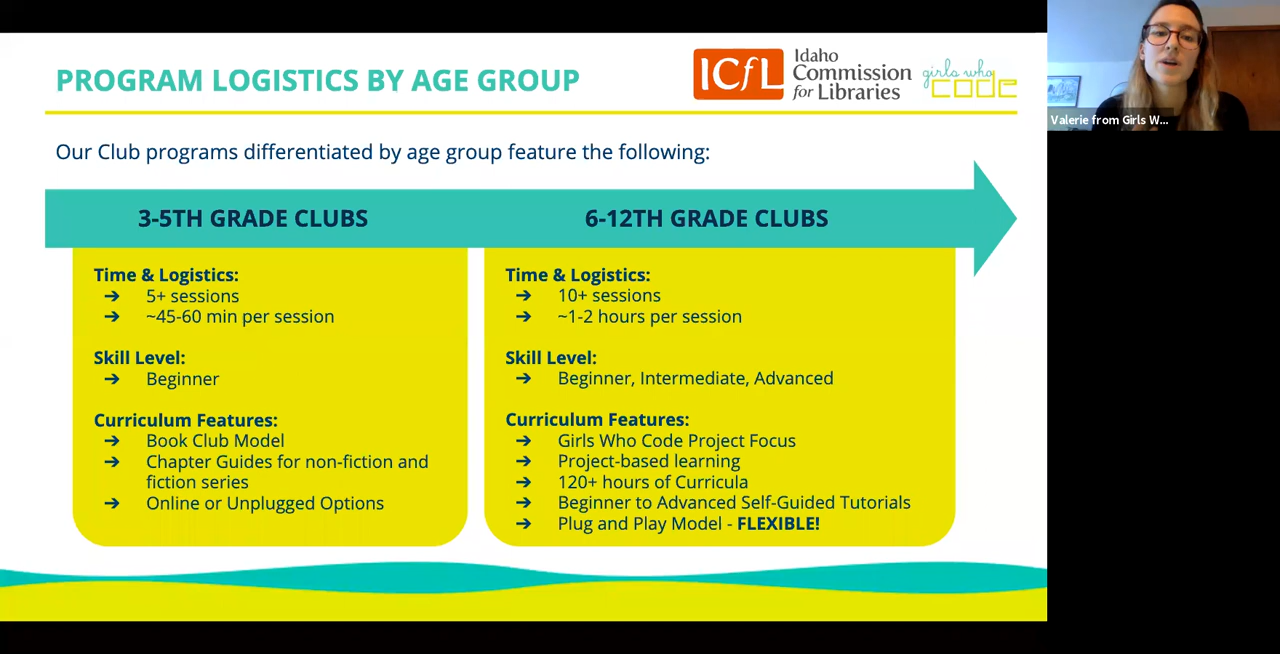 PROGRAM LOGISTICS BY AGE GROUP
ICfL
Idaho
Commission
for Libraries
girls who
code
Valerie from Girls W...
Our Club programs differentiated by age group feature the following:
3-5TH GRADE CLUBS
Time & Logistics:
➔ 5+ sessions
➔ ~45-60 min per session
Skill Level:
➔ Beginner
Curriculum Features:
➔ Book Club Model
➔ Chapter Guides for non-fiction and
fiction series
➔ Online or Unplugged Options
6-12TH GRADE CLUBS
Time & Logistics:
➔ 10+ sessions
➔ ~1-2 hours per session
Skill Level:
➔ Beginner, Intermediate, Advanced
Curriculum Features:
➔ Girls Who Code Project Focus
➔ Project-based learning
➔ 120+ hours of Curricula
➔ Beginner to Advanced Self-Guided Tutorials
➔ Plug and Play Model - FLEXIBLE!